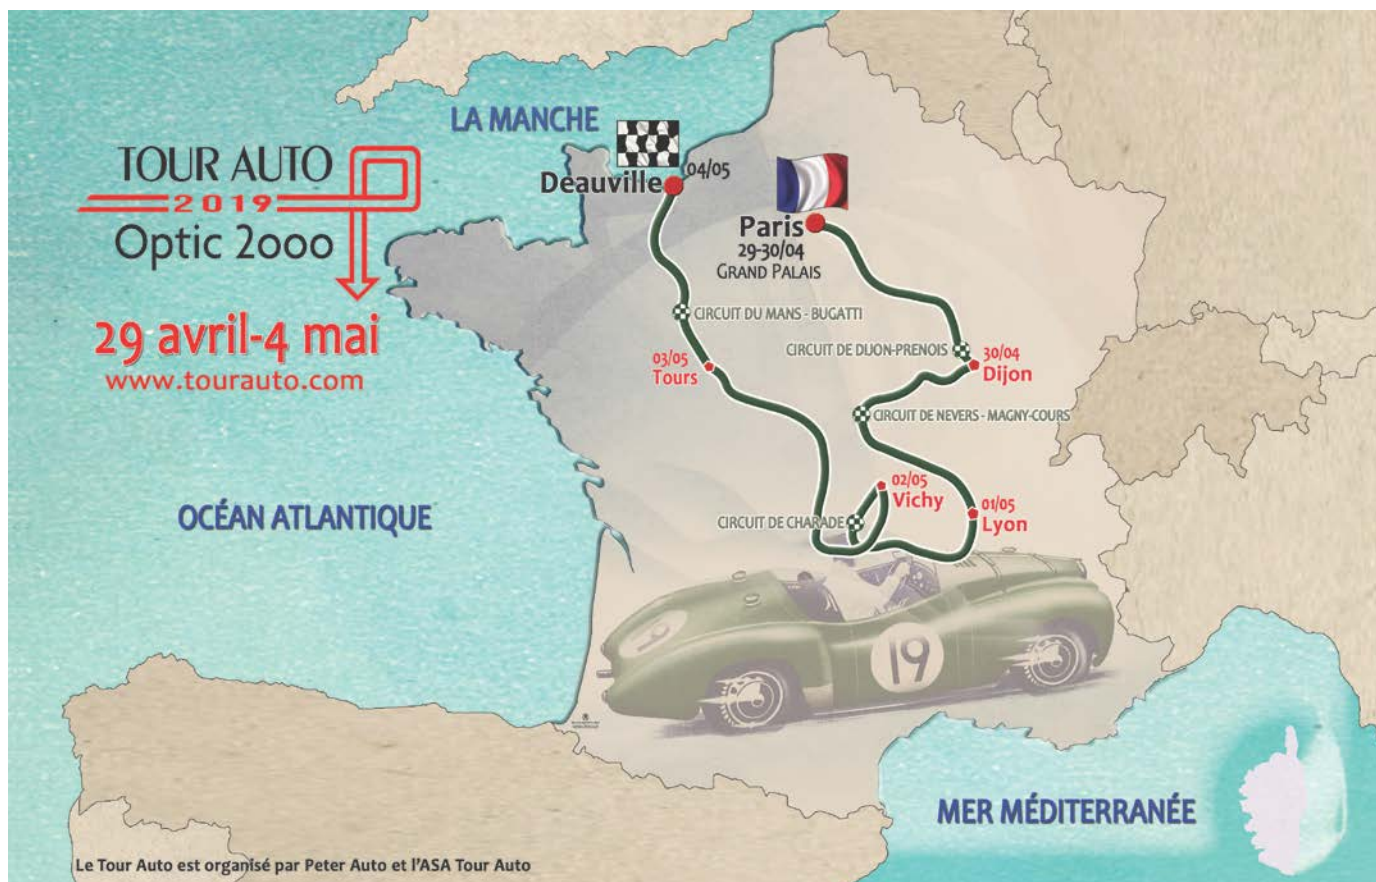 LA MANCHE
TOUR AUTO
2019
Optic 2000
29 avril-4 mai
www.tourauto.com
04/05
Deauville
Paris
29-30/04
GRAND PALAIS
CIRCUIT DU MANS - BUGATTI
CIRCUIT DE DIJON-PRENOIS
03/05
Tours
30/04
Dijon
CIRCUIT DE NEVERS - MAGNY-COURS
02/05
Vichy
01/05
Lyon
CIRCUIT DE CHARADE
OCÉAN ATLANTIQUE
19
MER MÉDITERRANÉE
Le Tour Auto est organisé par Peter Auto et l'ASA Tour Auto